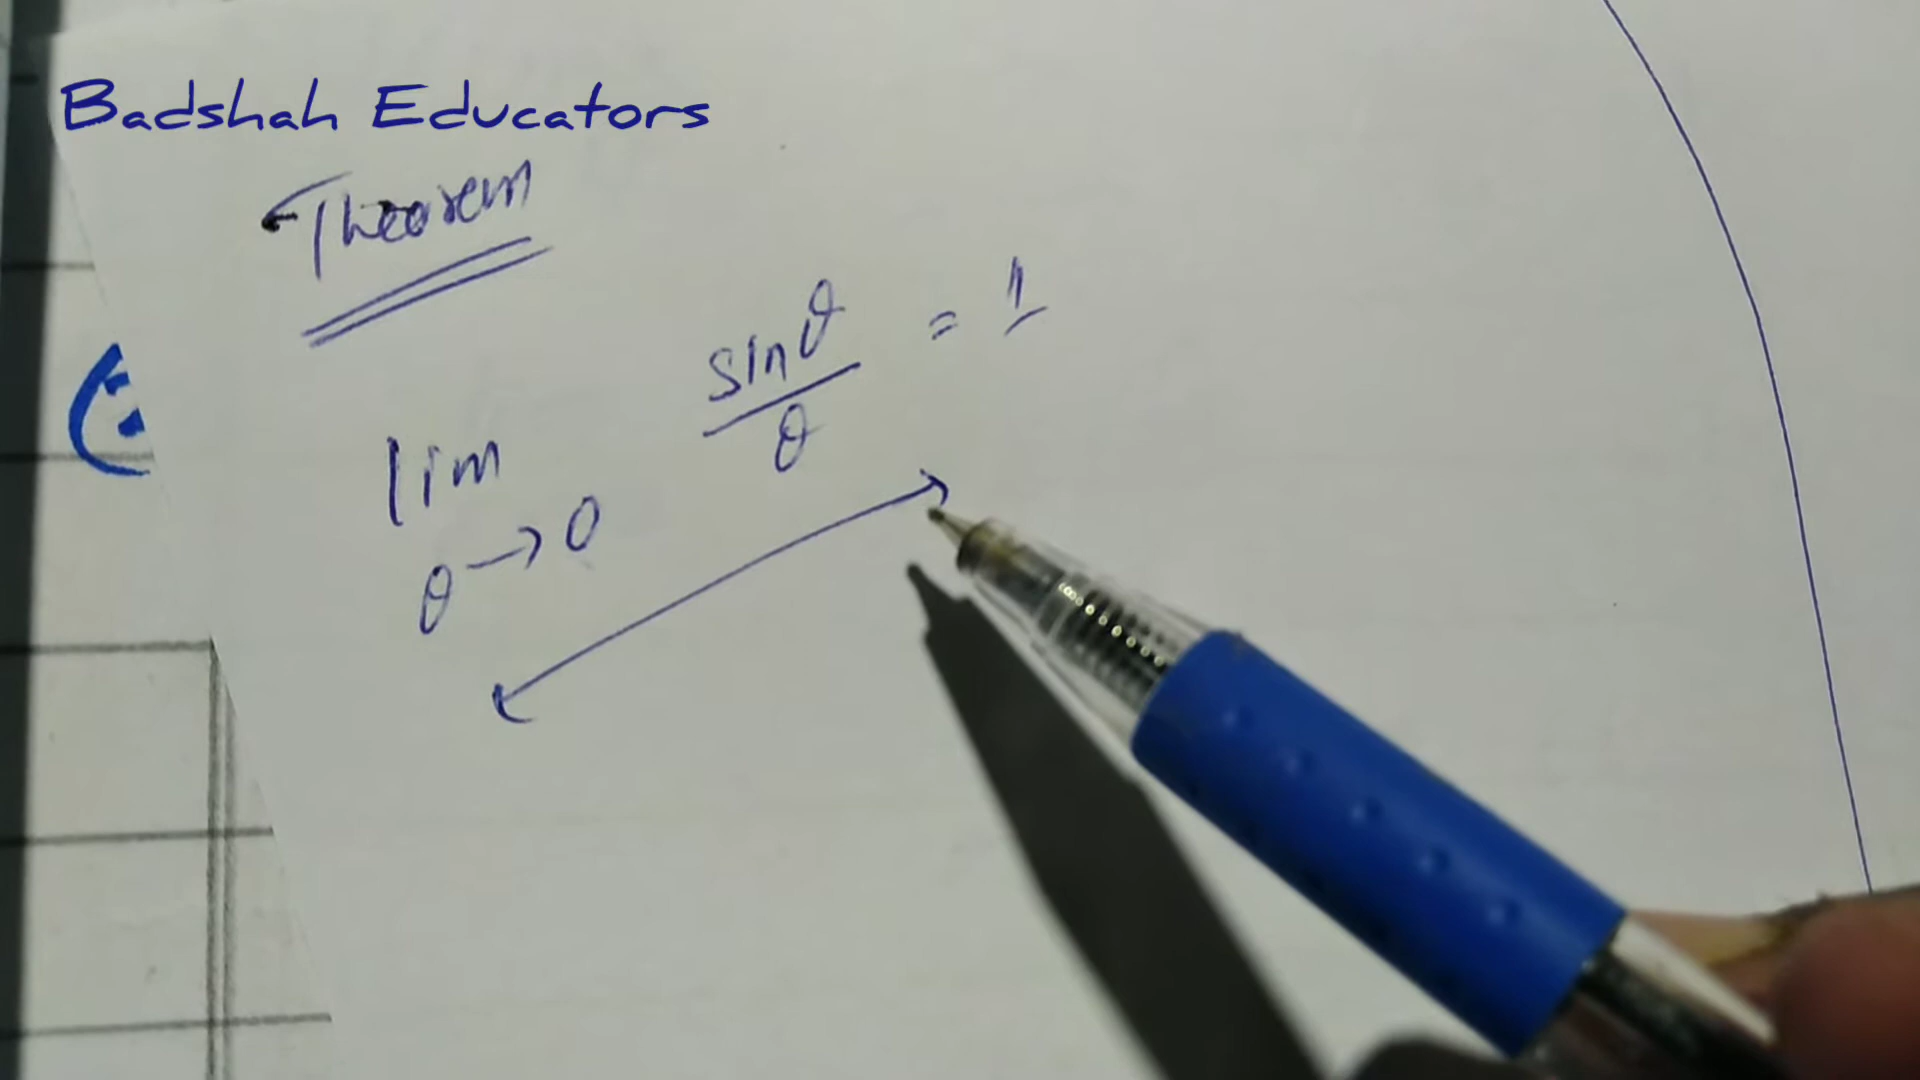 Badshah Educators
Theorem
lim θ→0 sinθ/θ = 1